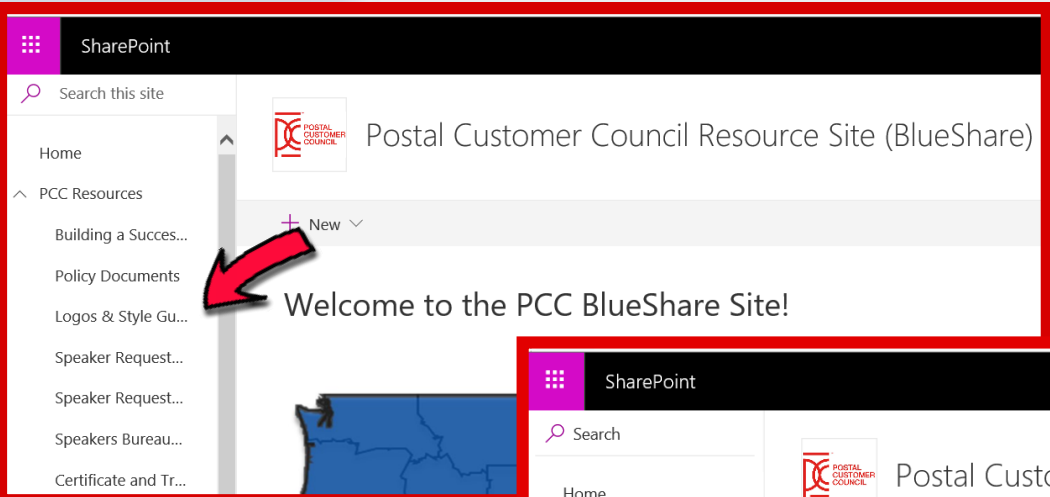 SharePoint
Search this site
Home
PCC Resources
Building a Succes...
Policy Documents
Logos & Style Gu...
Speaker Request...
Speaker Request...
Speakers Bureau...
Certificate and Tr...
POSTAL
CUSTOMER
COUNCIL
Postal Customer Council Resource Site (BlueShare)
New
Welcome to the PCC BlueShare Site!
SharePoint
Search
Home
POSTAL
CUSTOMER
COUNCIL
Postal Custo